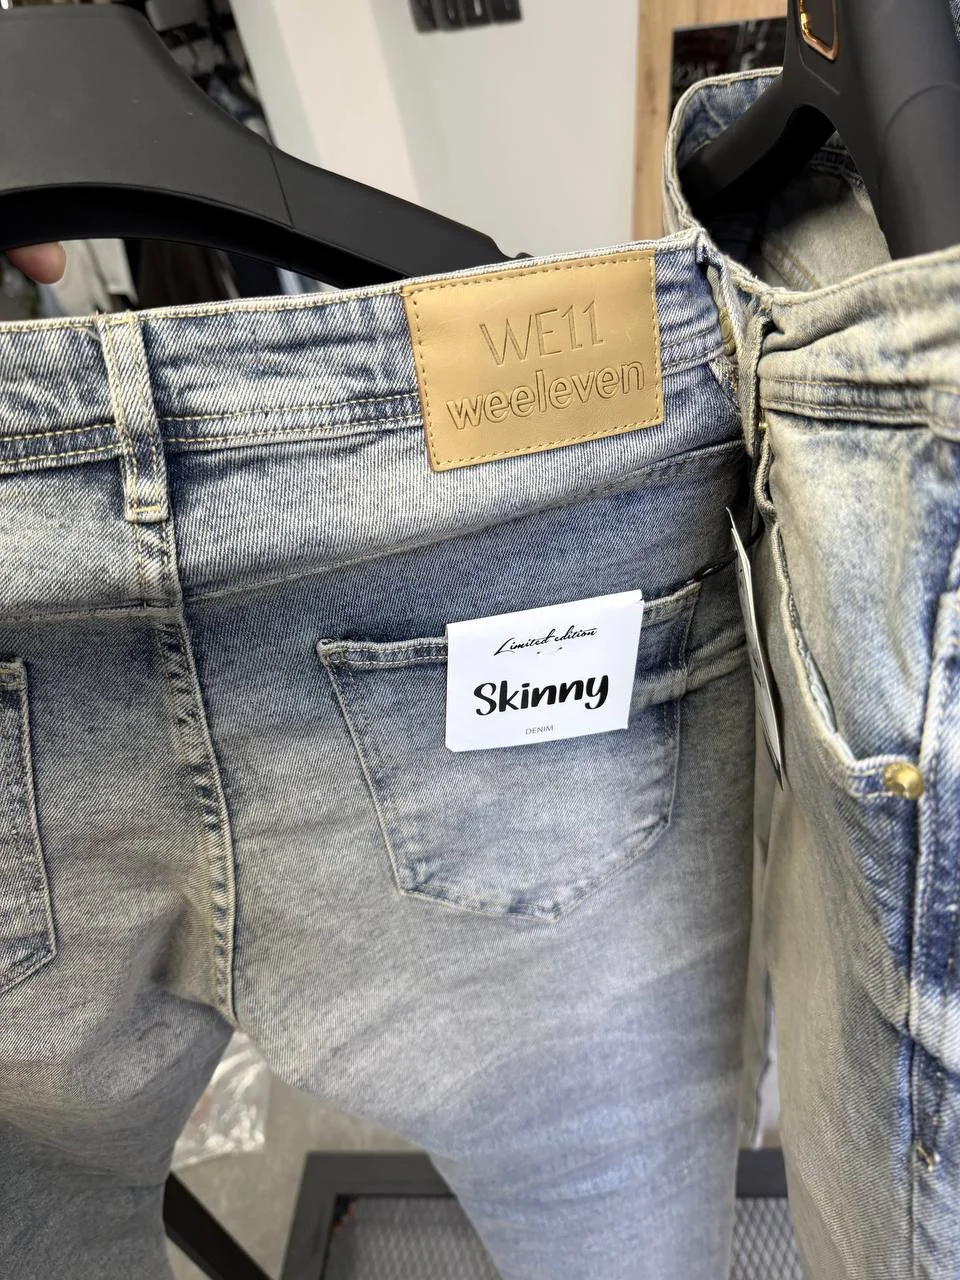 WE11
weeleven
Limited edition
Skinny
DENIM